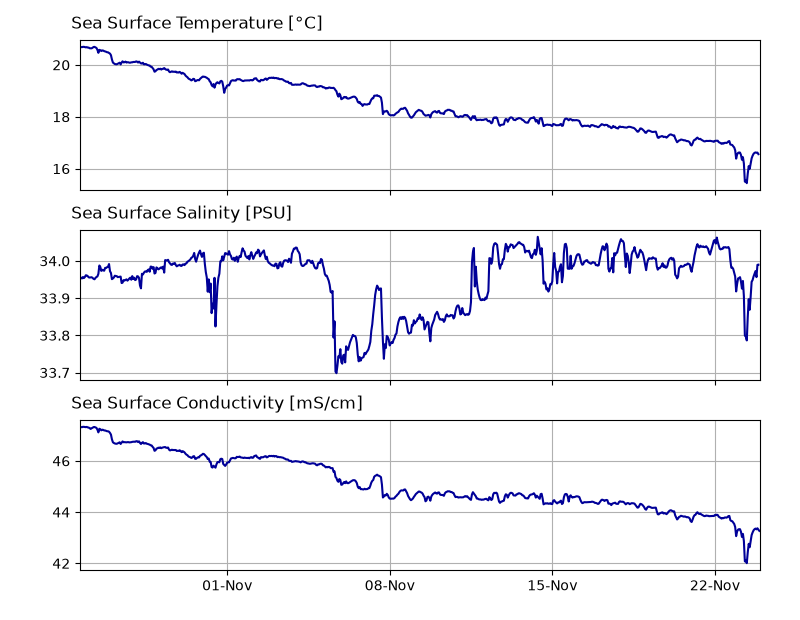 Sea Surface Temperature [°C]
20
18
16
Sea Surface Salinity [PSU]
34.0
33.9
33.8
33.7
Sea Surface Conductivity [mS/cm]
46
44
42
01-Nov 08-Nov 15-Nov 22-Nov